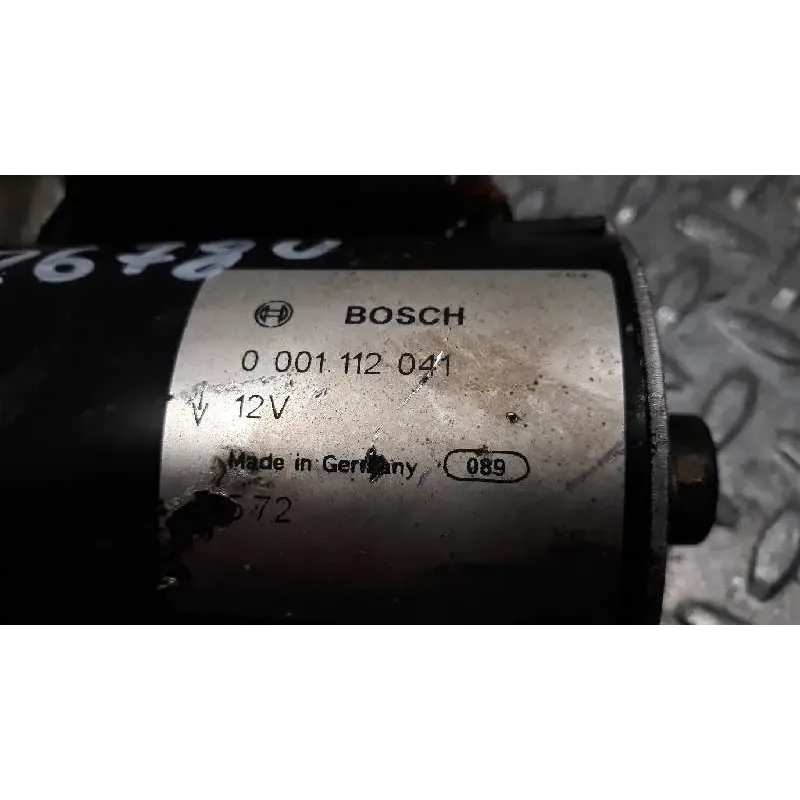 BOSCH
0 001 112 041
12V
Made in Germany 089
572